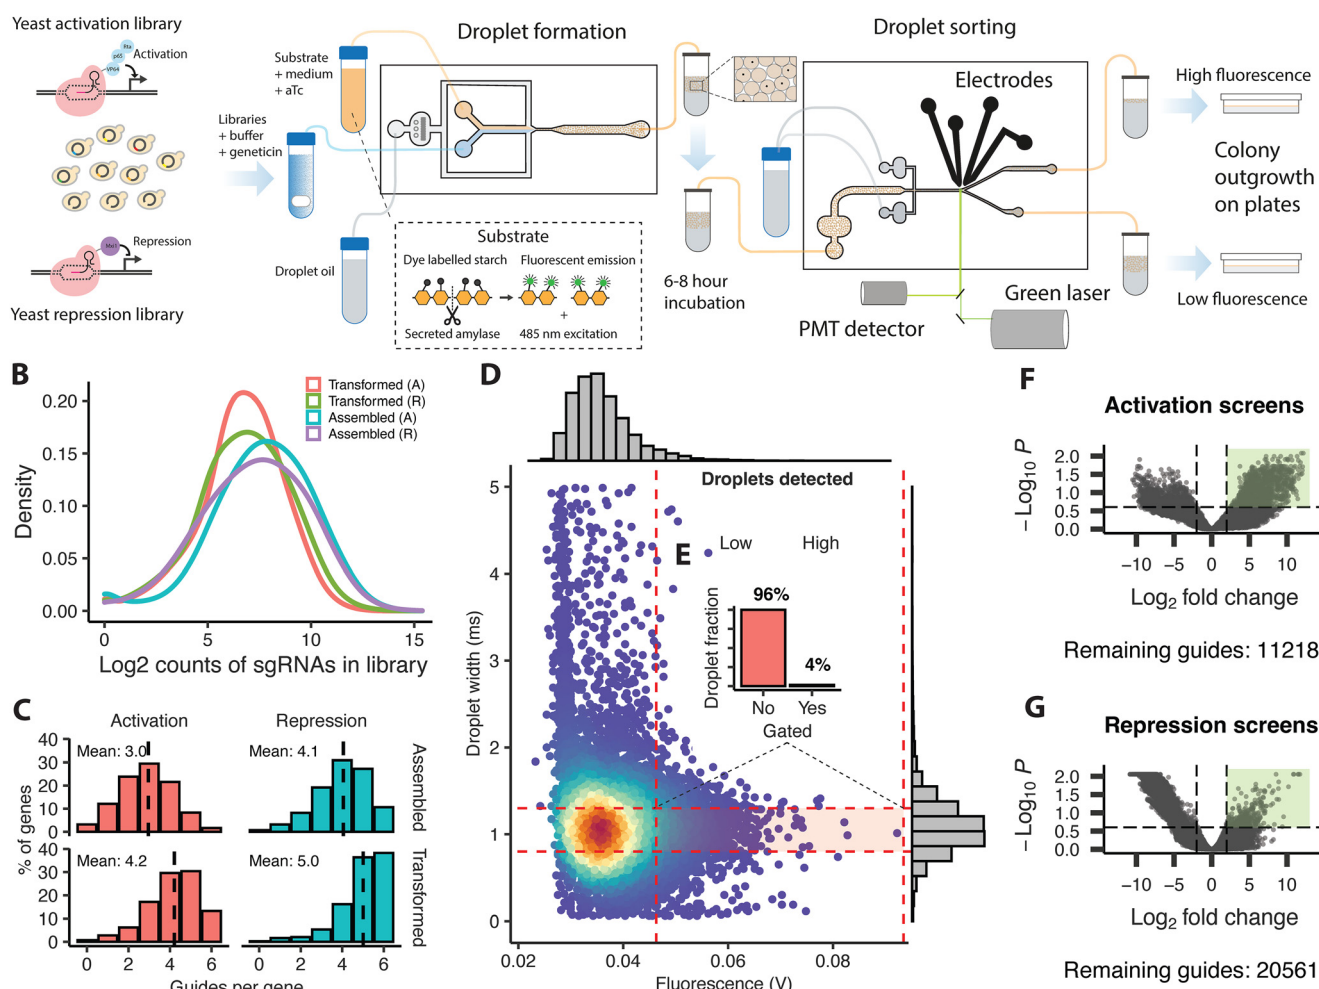 Yeast activation library
Rta
p65
VP64
Activation
Mxi1
Repression
Yeast repression library
Libraries
+ buffer
+ geneticin
Substrate
+ medium
+ aTc
Droplet oil
Droplet formation
Substrate
Dye labelled starch
Fluorescent emission
+
Secreted amylase
485 nm excitation
6-8 hour
incubation
Droplet sorting
Electrodes
PMT detector
Green laser
High fluorescence
Colony
outgrowth
on plates
Low fluorescence
B
Density
0.20
0.15
0.10
0.05
0.00
0 5 10 15
Log2 counts of sgRNAs in library
Transformed (A)
Transformed (R)
Assembled (A)
Assembled (R)
C
Activation
Repression
% of genes
40
30
20
10
0
Mean: 3.0
Mean: 4.1
Assembled
40
30
20
10
0
Mean: 4.2
Mean: 5.0
Transformed
0 2 4 6
0 2 4 6
Guides per gene
D
Droplets detected
Droplet width (ms)
5
4
3
2
1
0
0.02 0.04 0.06 0.08
Fluorescence (V)
E
Low
High
Droplet fraction
96%
4%
No Yes
Gated
F
Activation screens
−Log10 P
2.0
1.5
1.0
0.5
0.0
−10 −5 0 5 10
Log2 fold change
Remaining guides: 11218
G
Repression screens
−Log10 P
2.0
1.5
1.0
0.5
0.0
−10 −5 0 5 10
Log2 fold change
Remaining guides: 20561